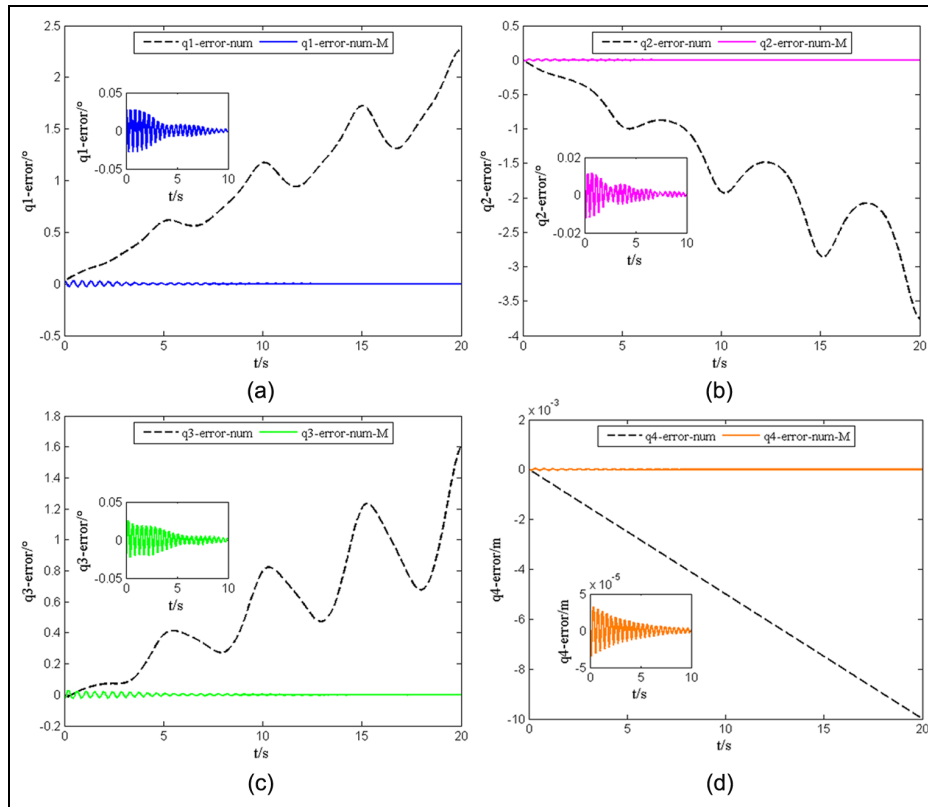 q1-error-num q1-error-num-M
q1-error/°
2.5
2
1.5
1
0.5
0
-0.5
q1-error/°
0.05
0
-0.05
0 5 10
t/s
0 5 10 15 20
t/s
(a)
q2-error-num q2-error-num-M
q2-error/°
0.5
0
-0.5
-1
-1.5
-2
-2.5
-3
-3.5
-4
q2-error/°
0.02
0
-0.02
0 5 10
t/s
0 5 10 15 20
t/s
(b)
q3-error-num q3-error-num-M
q3-error/°
1.8
1.6
1.4
1.2
1
0.8
0.6
0.4
0.2
0
-0.2
q3-error/°
0.05
0
-0.05
0 5 10
t/s
0 5 10 15 20
t/s
(c)
× 10⁻³
q4-error-num q4-error-num-M
q4-error/m
2
0
-2
-4
-6
-8
-10
× 10⁻⁵
q4-error/m
5
0
-5
0 5 10
t/s
0 5 10 15 20
t/s
(d)